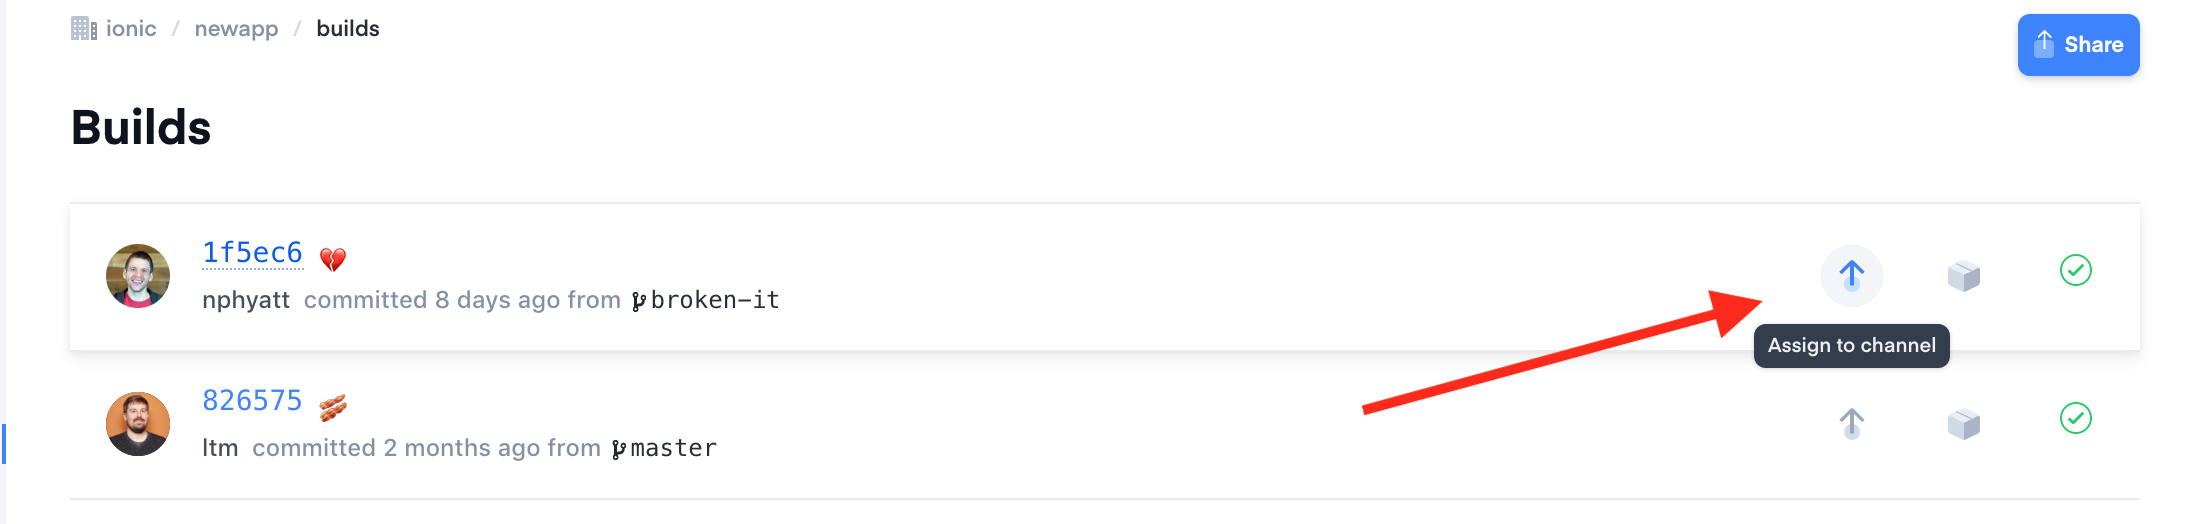 ionic / newapp / builds
Share
Builds
1f5ec6 💔
nphyatt committed 8 days ago from broken-it
Assign to channel
826575 🥓
ltm committed 2 months ago from master